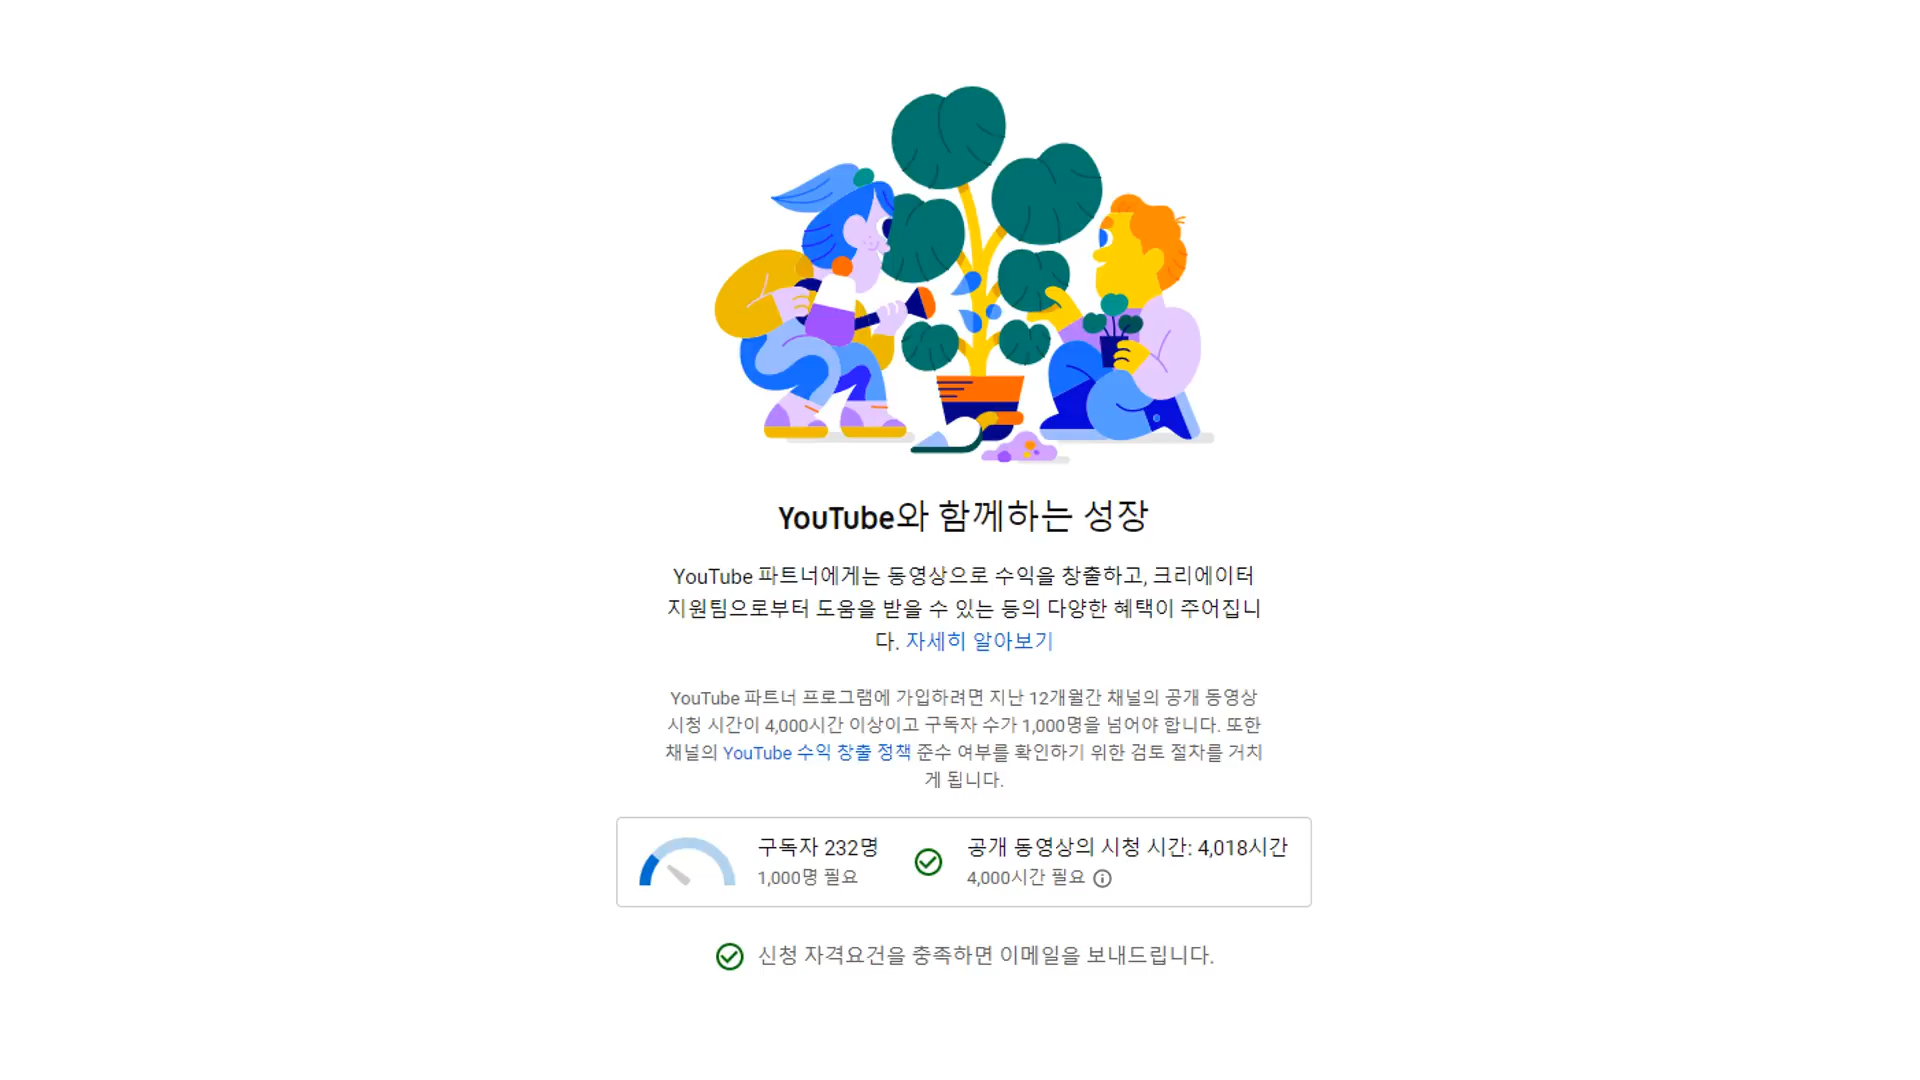 YouTube와 함께하는 성장
YouTube 파트너에게는 동영상으로 수익을 창출하고, 크리에이터
지원팀으로부터 도움을 받을 수 있는 등의 다양한 혜택이 주어집니
다. 자세히 알아보기
YouTube 파트너 프로그램에 가입하려면 지난 12개월간 채널의 공개 동영상
시청 시간이 4,000시간 이상이고 구독자 수가 1,000명을 넘어야 합니다. 또한
채널의 YouTube 수익 창출 정책 준수 여부를 확인하기 위한 검토 절차를 거치
게 됩니다.
구독자 232명
1,000명 필요
공개 동영상의 시청 시간: 4,018시간
4,000시간 필요
신청 자격요건을 충족하면 이메일을 보내드립니다.